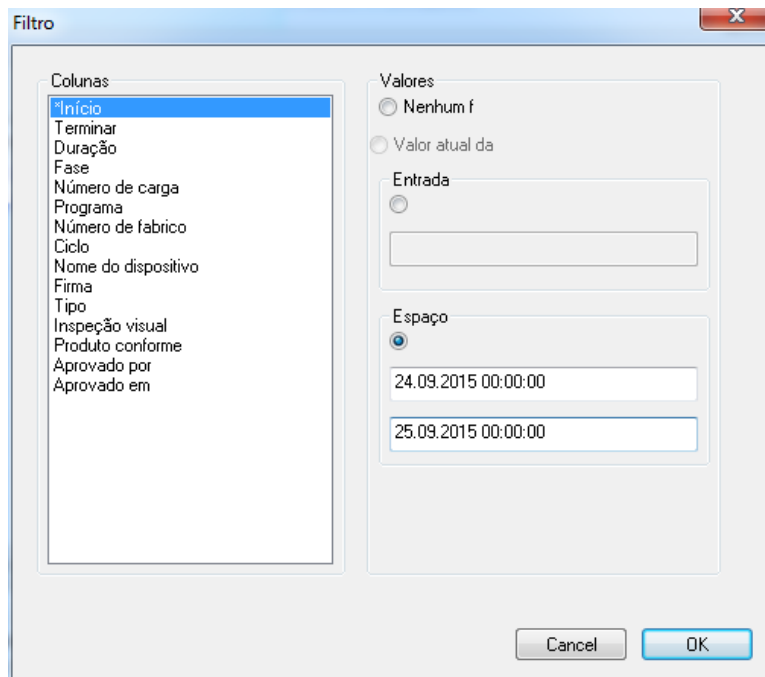 Filtro
Colunas
*Início
Terminar
Duração
Fase
Número de carga
Programa
Número de fabrico
Ciclo
Nome do dispositivo
Firma
Tipo
Inspeção visual
Produto conforme
Aprovado por
Aprovado em
Valores
Nenhum f
Valor atual da
Entrada
Espaço
24.09.2015 00:00:00
25.09.2015 00:00:00
Cancel
OK